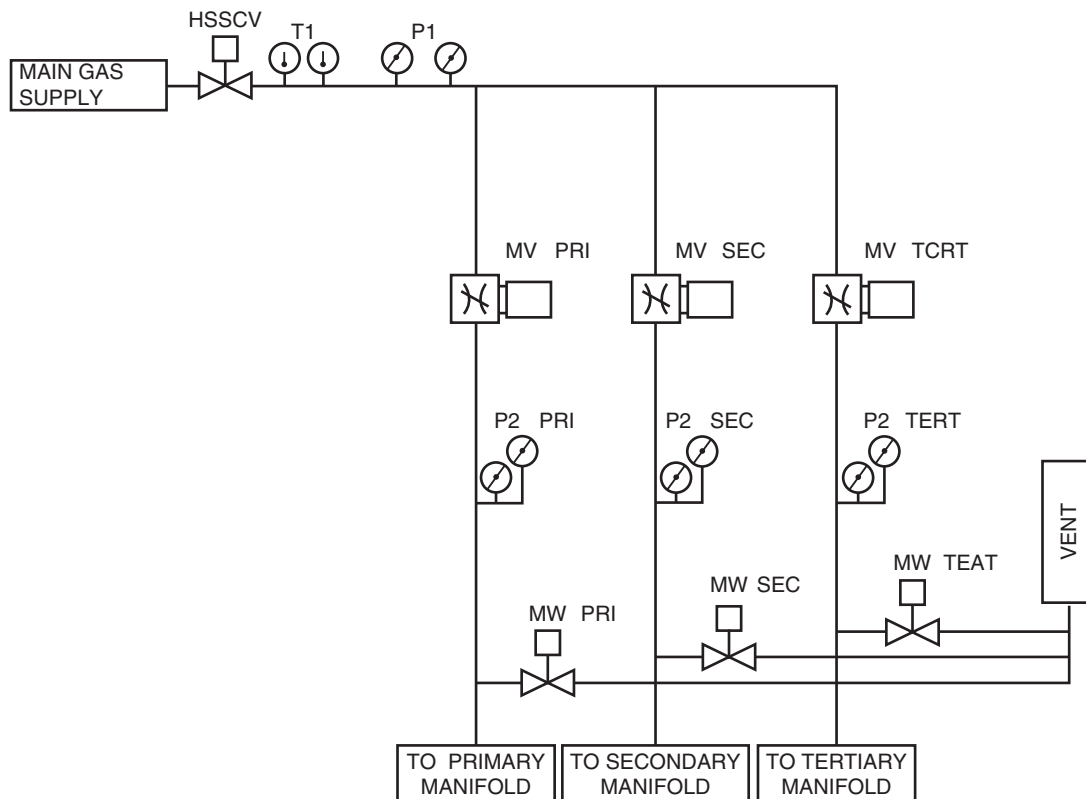 HSSCV
T1
P1
MAIN GAS
SUPPLY
MV PRI
MV SEC
MV TCRT
P2 PRI
P2 SEC
P2 TERT
VENT
MW TEAT
MW SEC
MW PRI
TO PRIMARY
MANIFOLD
TO SECONDARY
MANIFOLD
TO TERTIARY
MANIFOLD